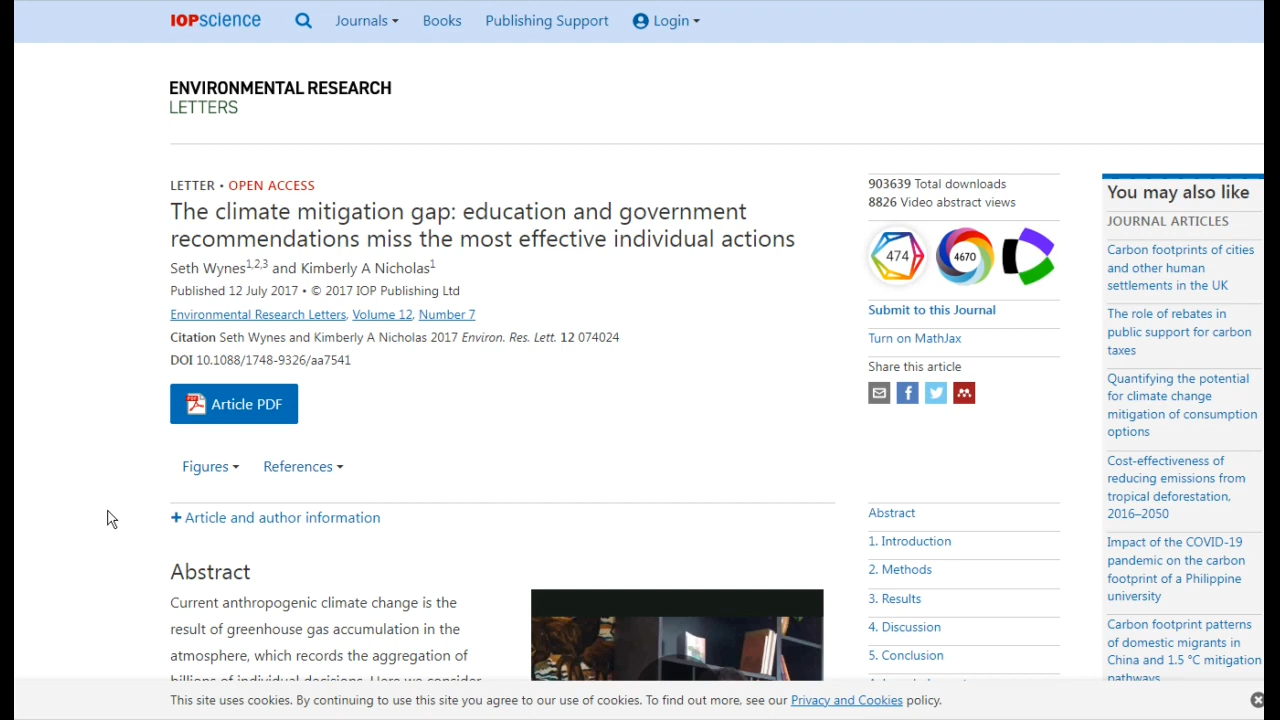 IOPscience Journals Books Publishing Support Login
ENVIRONMENTAL RESEARCH
LETTERS
LETTER • OPEN ACCESS
The climate mitigation gap: education and government
recommendations miss the most effective individual actions
Seth Wynes1,2,3 and Kimberly A Nicholas1
Published 12 July 2017 • © 2017 IOP Publishing Ltd
Environmental Research Letters, Volume 12, Number 7
Citation Seth Wynes and Kimberly A Nicholas 2017 Environ. Res. Lett. 12 074024
DOI 10.1088/1748-9326/aa7541
Article PDF
Figures References
+ Article and author information
Abstract
Current anthropogenic climate change is the
result of greenhouse gas accumulation in the
atmosphere, which records the aggregation of
billions of individual decisions. Here we consider
903639 Total downloads
8826 Video abstract views
474 4670
Submit to this Journal
Turn on MathJax
Share this article
Abstract
1. Introduction
2. Methods
3. Results
4. Discussion
5. Conclusion
You may also like
JOURNAL ARTICLES
Carbon footprints of cities
and other human
settlements in the UK
The role of rebates in
public support for carbon
taxes
Quantifying the potential
for climate change
mitigation of consumption
options
Cost-effectiveness of
reducing emissions from
tropical deforestation,
2016–2050
Impact of the COVID-19
pandemic on the carbon
footprint of a Philippine
university
Carbon footprint patterns
of domestic migrants in
China and 1.5 °C mitigation
pathways
This site uses cookies. By continuing to use this site you agree to our use of cookies. To find out more, see our Privacy and Cookies policy.